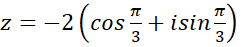 z = −2(cos π/3 + isin π/3)